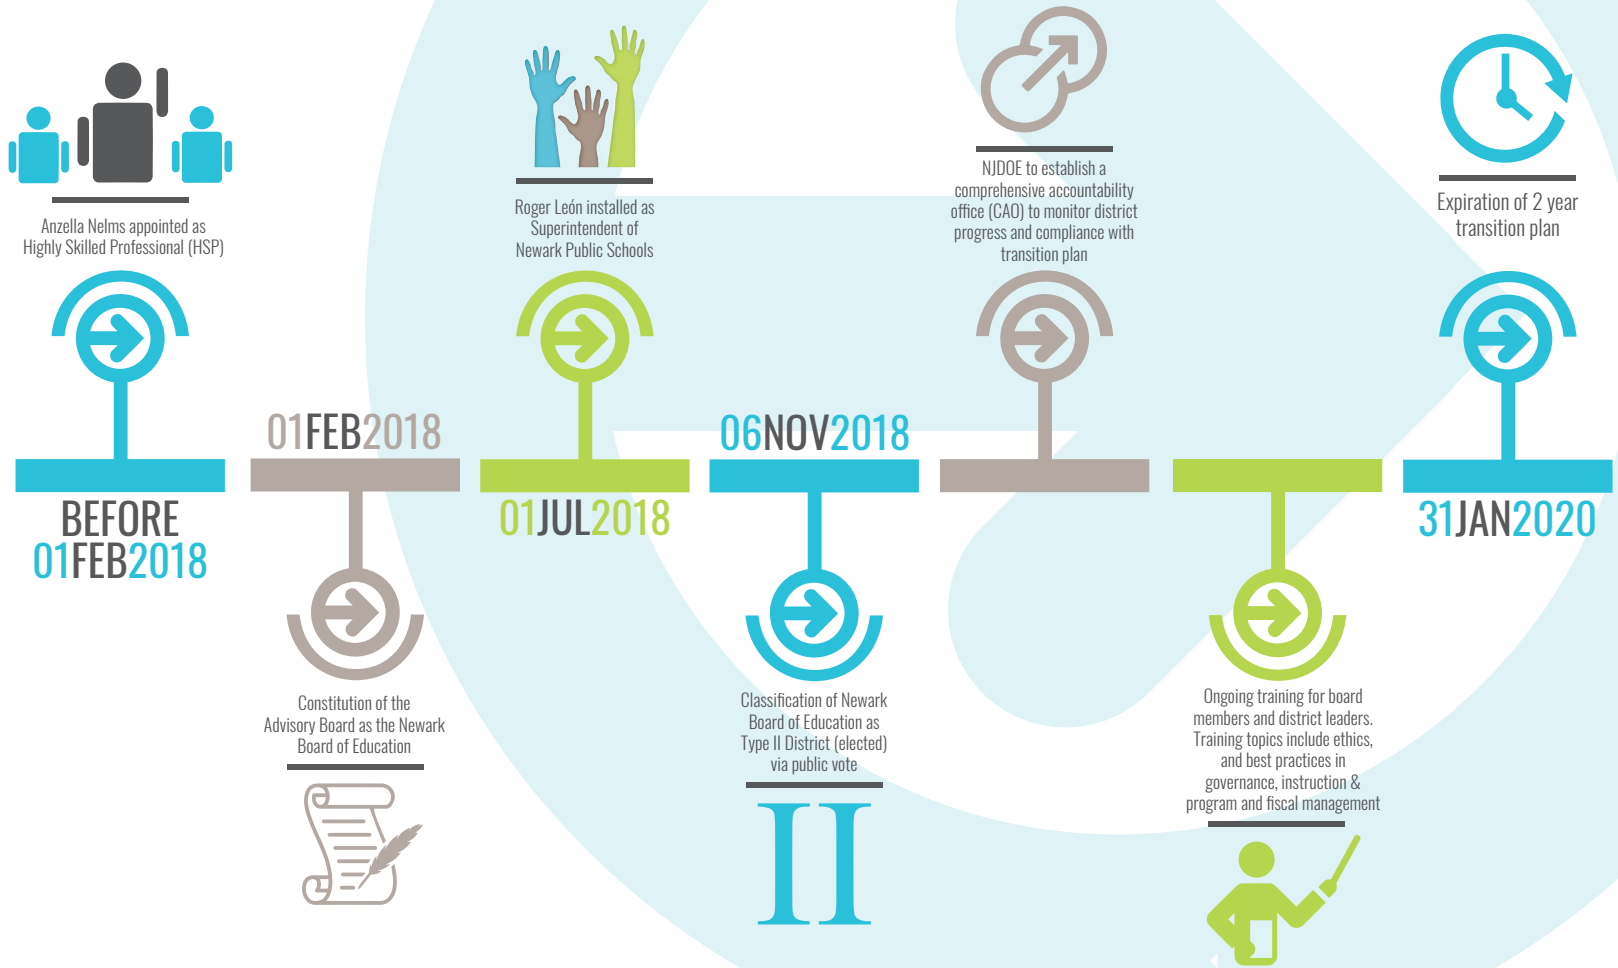 Anzella Nelms appointed as
Highly Skilled Professional (HSP)
BEFORE
01FEB2018
01FEB2018
Constitution of the
Advisory Board as the Newark
Board of Education
Roger León installed as
Superintendent of
Newark Public Schools
01JUL2018
06NOV2018
Classification of Newark
Board of Education as
Type II District (elected)
via public vote
II
NJDOE to establish a
comprehensive accountability
office (CAO) to monitor district
progress and compliance with
transition plan
Ongoing training for board
members and district leaders.
Training topics include ethics,
and best practices in
governance, instruction &
program and fiscal management
Expiration of 2 year
transition plan
31JAN2020